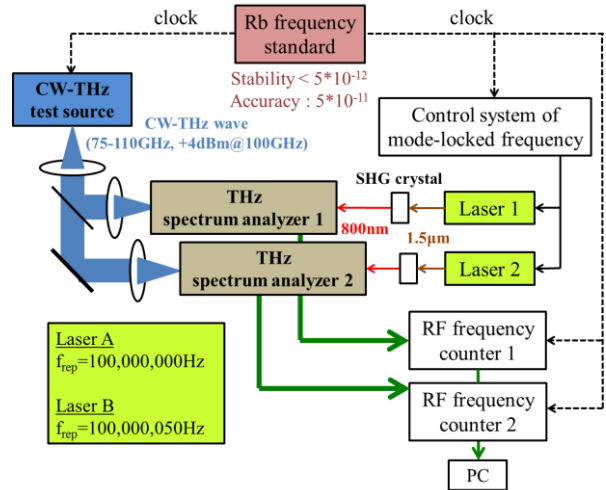 clock
Rb frequency
standard
clock
Stability < 5*10⁻¹²
Accuracy : 5*10⁻¹¹
CW-THz
test source
CW-THz wave
(75-110GHz, +4dBm@100GHz)
Control system of
mode-locked frequency
SHG crystal
THz
spectrum analyzer 1
800nm
Laser 1
1.5μm
THz
spectrum analyzer 2
Laser 2
Laser A
frep=100,000,000Hz
Laser B
frep=100,000,050Hz
RF frequency
counter 1
RF frequency
counter 2
PC